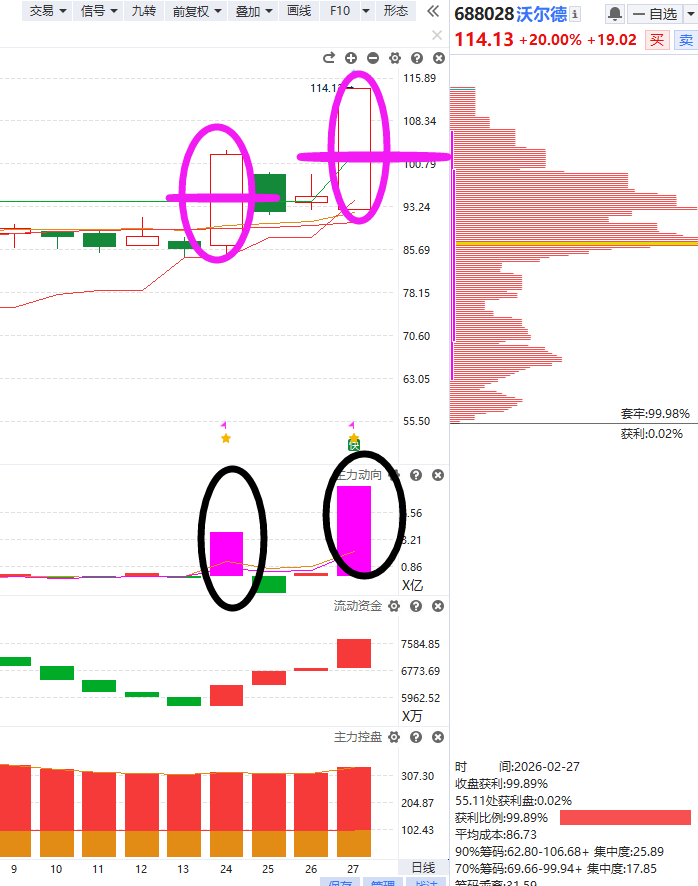 交易 信号 九转 前复权 叠加 画线 F10 形态
688028沃尔德
自选
114.13 +20.00% +19.02 买 卖
115.89
108.34
100.79
93.24
85.69
78.15
70.60
63.05
55.50
套牢:99.98%
获利:0.02%
主力动向
3.21
0.86
X亿
流动资金
7584.85
6773.69
5962.52
X万
主力控盘
307.30
204.87
102.43
时 间:2026-02-27
收盘获利:99.89%
55.11处获利盘:0.02%
获利比例:99.89%
平均成本:86.73
90%筹码:62.80-106.68+ 集中度:25.89
70%筹码:69.66-99.94+ 集中度:17.85
9 10 11 12 13 24 25 26 27 日线